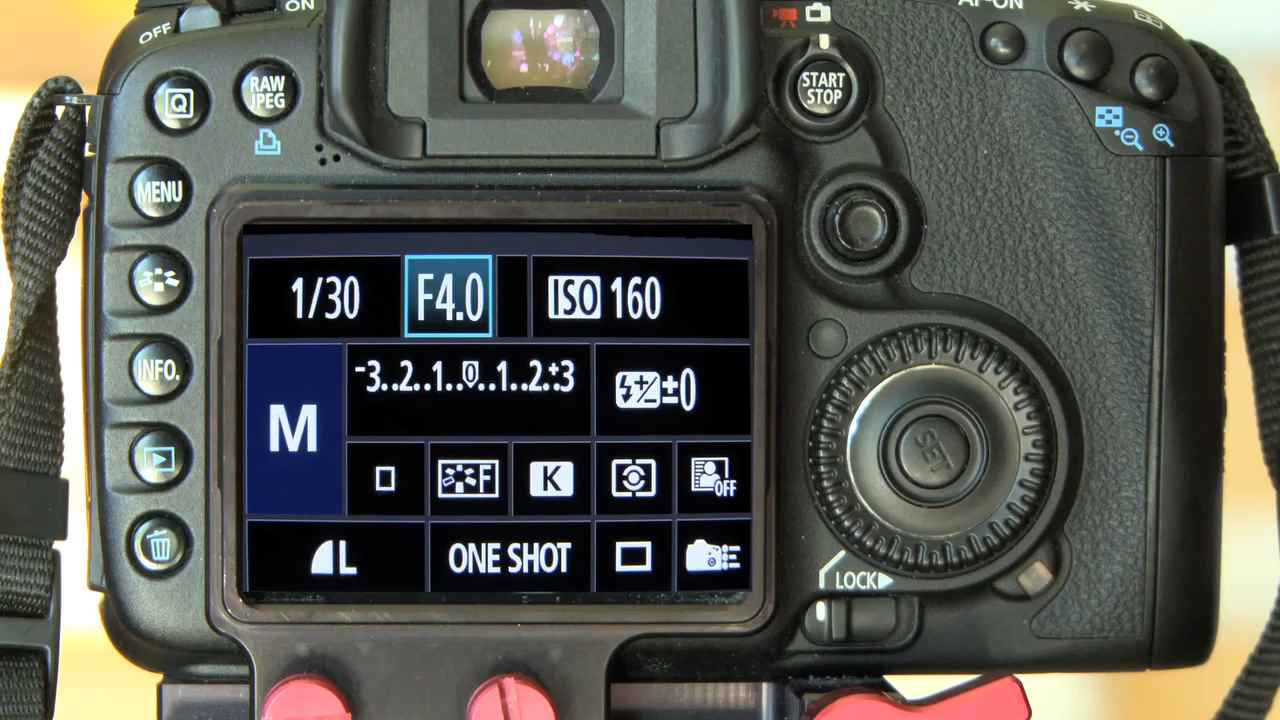 ON
OFF
AF-ON
Q
RAW
JPEG
START
STOP
MENU
1/30 F4.0 ISO 160
-3..2..1..0..1..2.:+3
±0
INFO.
M
F K OFF
SET
L ONE SHOT
LOCK